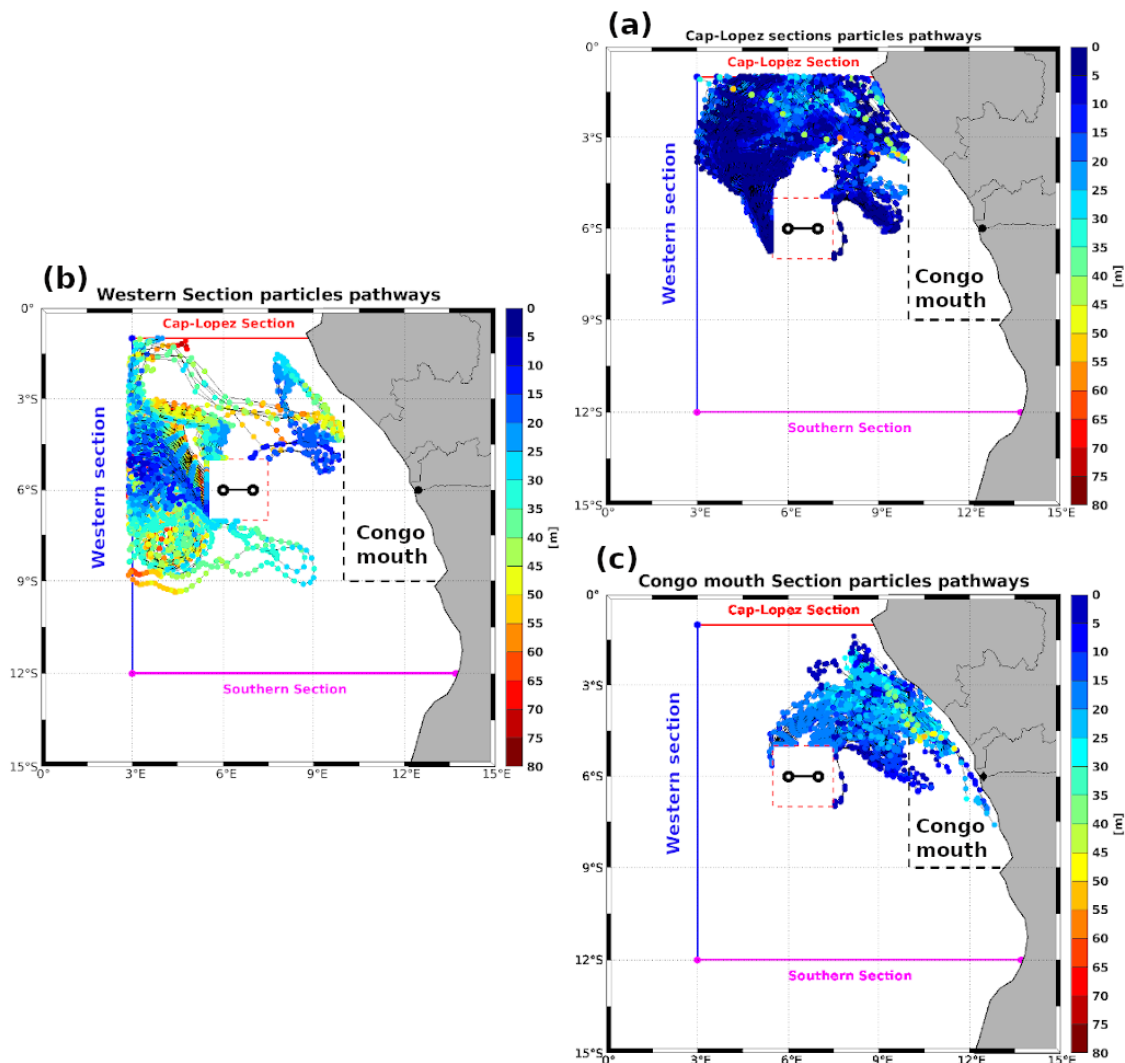 (a)
Cap-Lopez sections particles pathways
0°
3°S
6°S
9°S
12°S
15°S
0°
3°E
6°E
9°E
12°E
15°E
Cap-Lopez Section
Western section
Congo
mouth
Southern Section
0
5
10
15
20
25
30
35
40
45
50
55
60
65
70
75
80
[m]
(b)
Western Section particles pathways
0°
3°S
6°S
9°S
12°S
15°S
0°
3°E
6°E
9°E
12°E
15°E
Cap-Lopez Section
Western section
Congo
mouth
Southern Section
0
5
10
15
20
25
30
35
40
45
50
55
60
65
70
75
80
[m]
(c)
Congo mouth Section particles pathways
0°
3°S
6°S
9°S
12°S
15°S
0°
3°E
6°E
9°E
12°E
15°E
Cap-Lopez Section
Western section
Congo
mouth
Southern Section
0
5
10
15
20
25
30
35
40
45
50
55
60
65
70
75
80
[m]